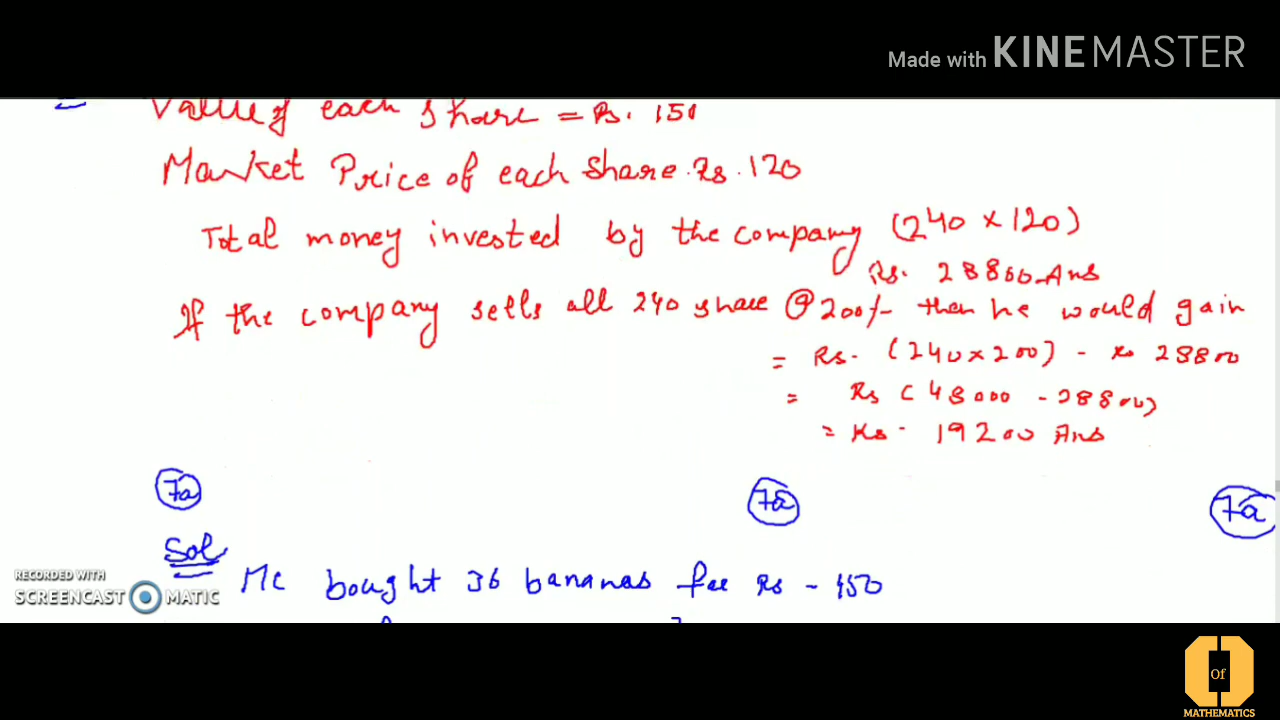 Made with KINEMASTER
Value of each share = Rs. 150
Market Price of each share. Rs. 120
Total money invested by the company (240 x 120)
Rs. 28800 Ans
If the company sells all 240 share @ 200/- then he would gain
= Rs. (240 x 200) - Rs 28800
= Rs (48000 - 28800)
= Rs. 19200 Ans
7a 7a 7a
Sol
Mc bought 36 bananas for Rs - 150
RECORDED WITH
SCREENCAST MATIC
Of
MATHEMATICS